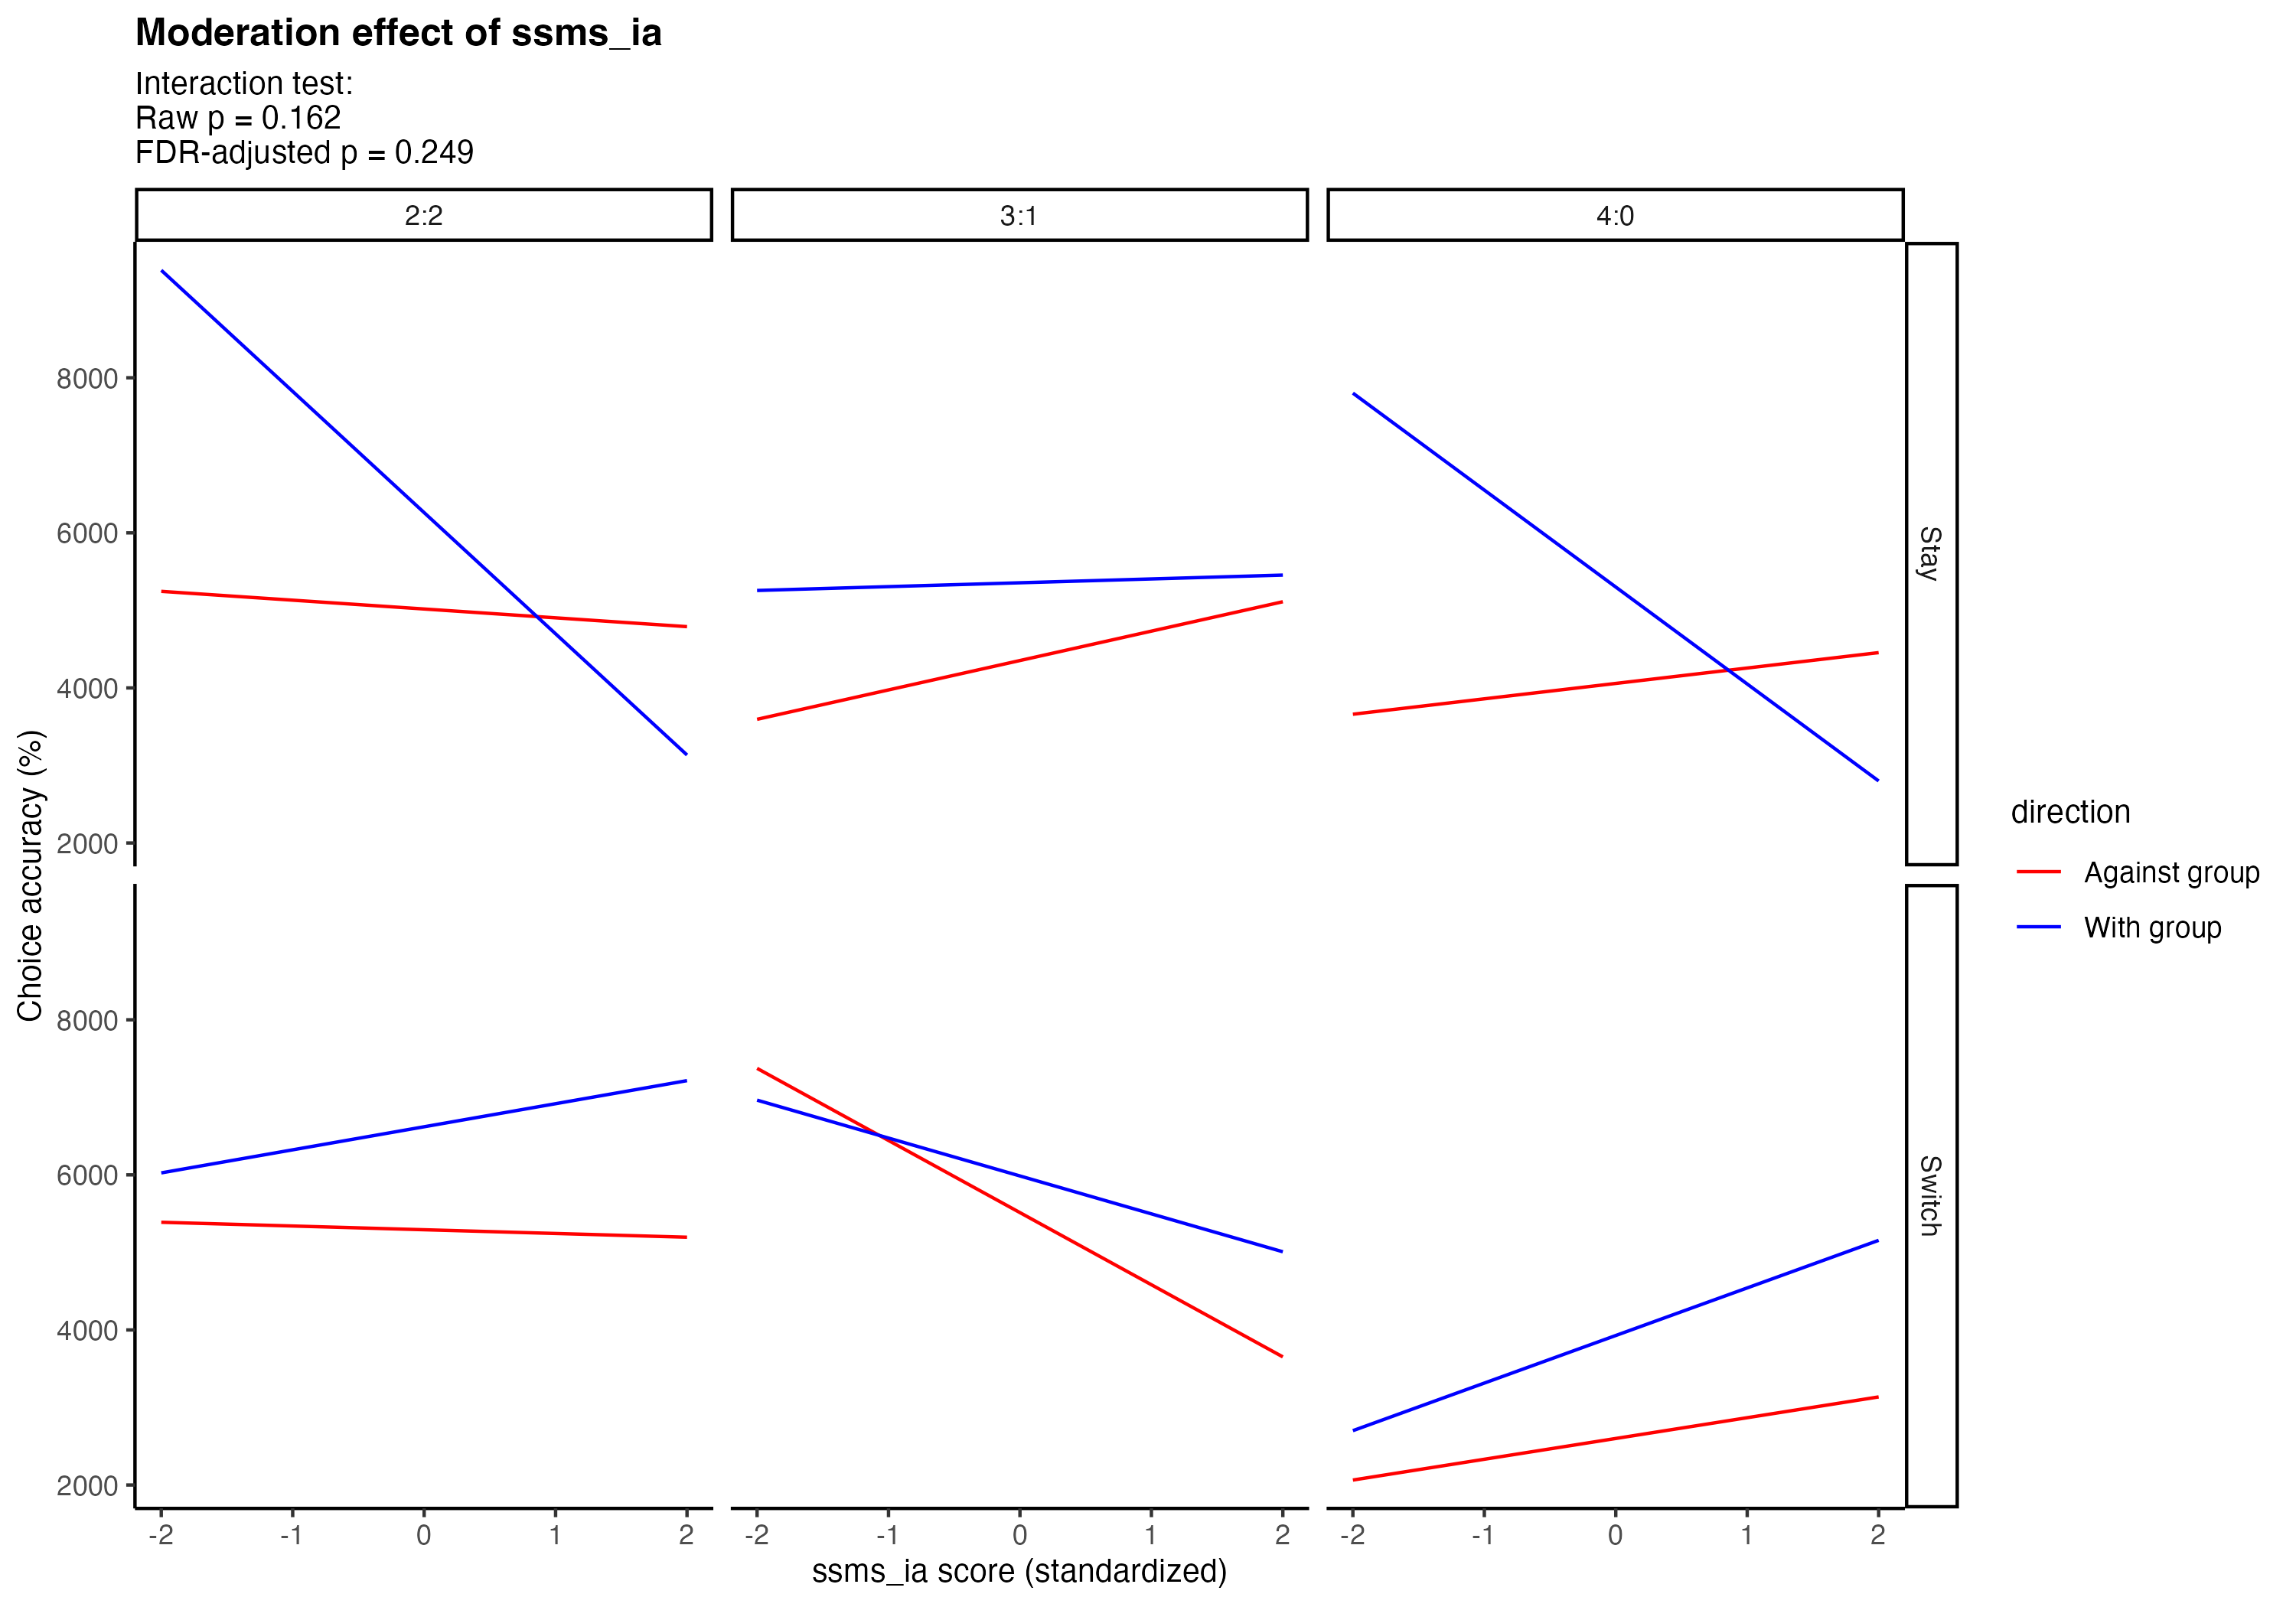 Moderation effect of ssms_ia
Interaction test:
Raw p = 0.162
FDR-adjusted p = 0.249
2:2
3:1
4:0
8000
6000
4000
2000
Stay
Choice accuracy (%)
direction
Against group
With group
8000
6000
4000
2000
Switch
-2 -1 0 1 2
-2 -1 0 1 2
-2 -1 0 1 2
ssms_ia score (standardized)